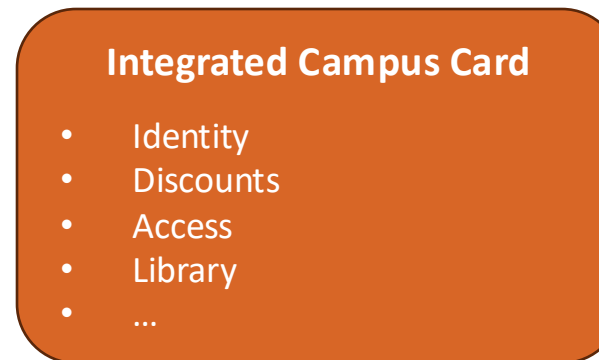 Integrated Campus Card
• Identity
• Discounts
• Access
• Library
• …